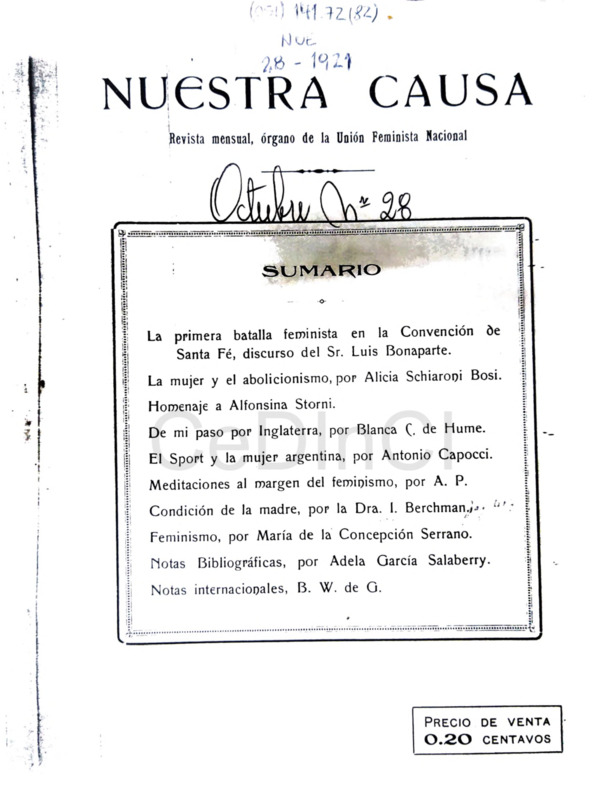 (031) 141.72(82).
NUE
28 - 1921
NUESTRA CAUSA
Revista mensual, órgano de la Unión Feminista Nacional
Octubre Nº 28
SUMARIO
La primera batalla feminista en la Convención de
Santa Fé, discurso del Sr. Luis Bonaparte.
La mujer y el abolicionismo, por Alicia Schiaroni Bosi.
Homenaje a Alfonsina Storni.
De mi paso por Inglaterra, por Blanca C. de Hume.
El Sport y la mujer argentina, por Antonio Capocci.
Meditaciones al margen del feminismo, por A. P.
Condición de la madre, por la Dra. I. Berchman
Feminismo, por María de la Concepción Serrano.
Notas Bibliográficas, por Adela García Salaberry.
Notas internacionales, B. W. de G.
CeDInCI
PRECIO DE VENTA
0.20 CENTAVOS